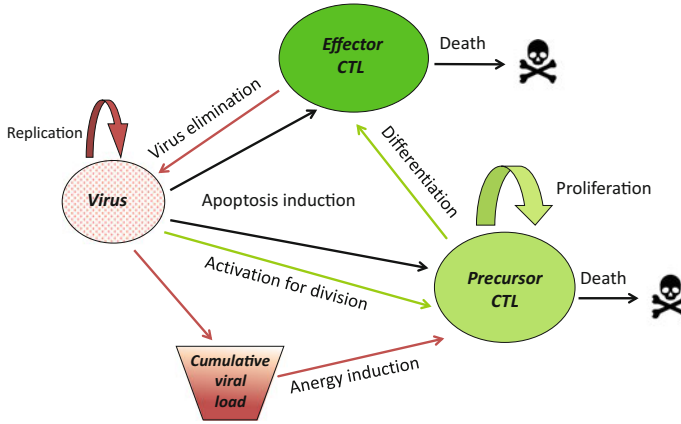 Effector
CTL
Death
Virus elimination
Replication
Differentiation
Virus
Apoptosis induction
Proliferation
Activation for division
Precursor
CTL
Death
Cumulative
viral
load
Anergy induction